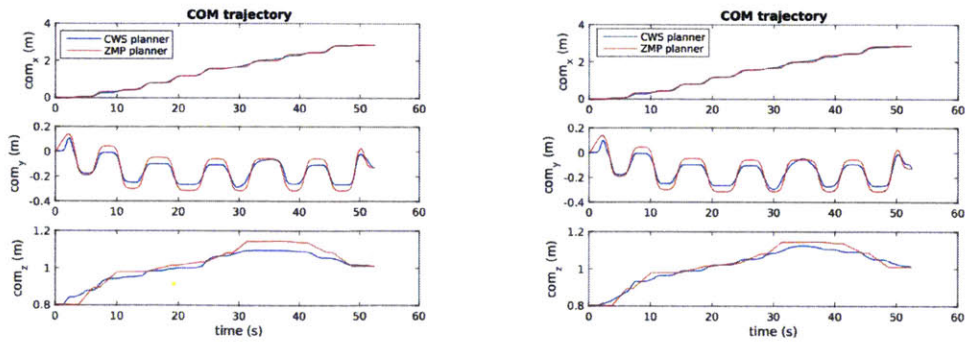 COM trajectory
4
2
0
com_x (m)
CWS planner
ZMP planner
0 10 20 30 40 50 60
0.2
0
-0.2
-0.4
com_y (m)
0 10 20 30 40 50 60
1.2
1
0.8
com_z (m)
0 10 20 30 40 50 60
time (s)
COM trajectory
4
2
0
com_x (m)
CWS planner
ZMP planner
0 10 20 30 40 50 60
0.2
0
-0.2
-0.4
com_y (m)
0 10 20 30 40 50 60
1.2
1
0.8
com_z (m)
0 10 20 30 40 50 60
time (s)